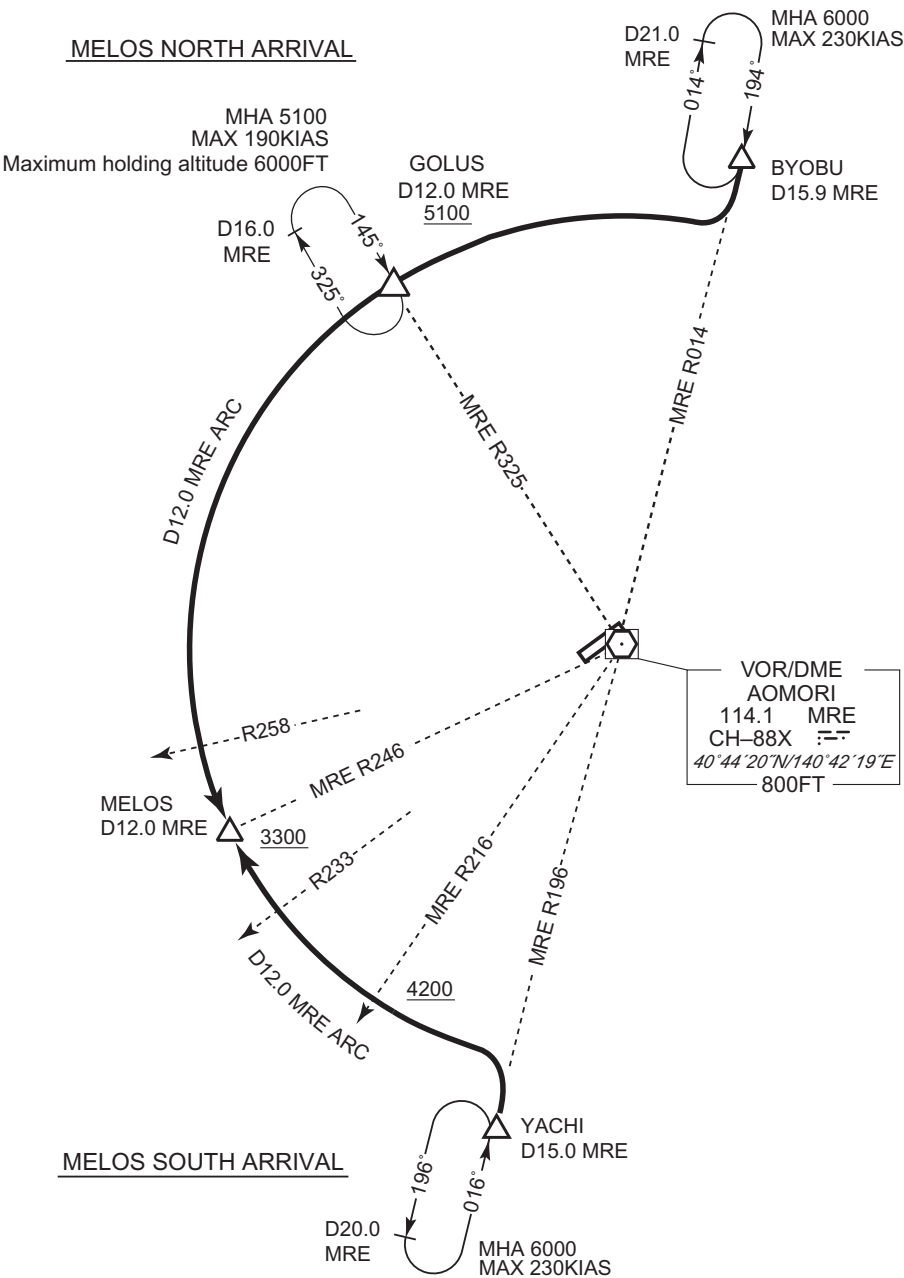 MELOS NORTH ARRIVAL
MHA 6000
MAX 230KIAS
D21.0
MRE
014°
194°
BYOBU
D15.9 MRE
MHA 5100
MAX 190KIAS
Maximum holding altitude 6000FT
GOLUS
D12.0 MRE
5100
D16.0
MRE
145°
325°
MRE R014
MRE R325
D12.0 MRE ARC
VOR/DME
AOMORI
114.1 MRE
CH–88X
40°44′20″N/140°42′19″E
800FT
R258
MRE R246
MELOS
D12.0 MRE
3300
R233
MRE R216
MRE R196
D12.0 MRE ARC
4200
YACHI
D15.0 MRE
MELOS SOUTH ARRIVAL
196°
016°
D20.0
MRE
MHA 6000
MAX 230KIAS